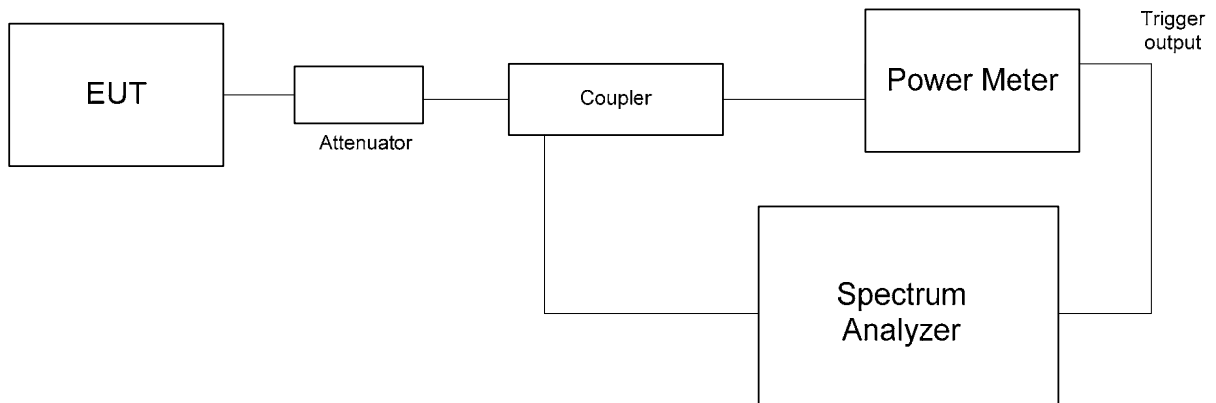 EUT
Attenuator
Coupler
Power Meter
Trigger
output
Spectrum
Analyzer